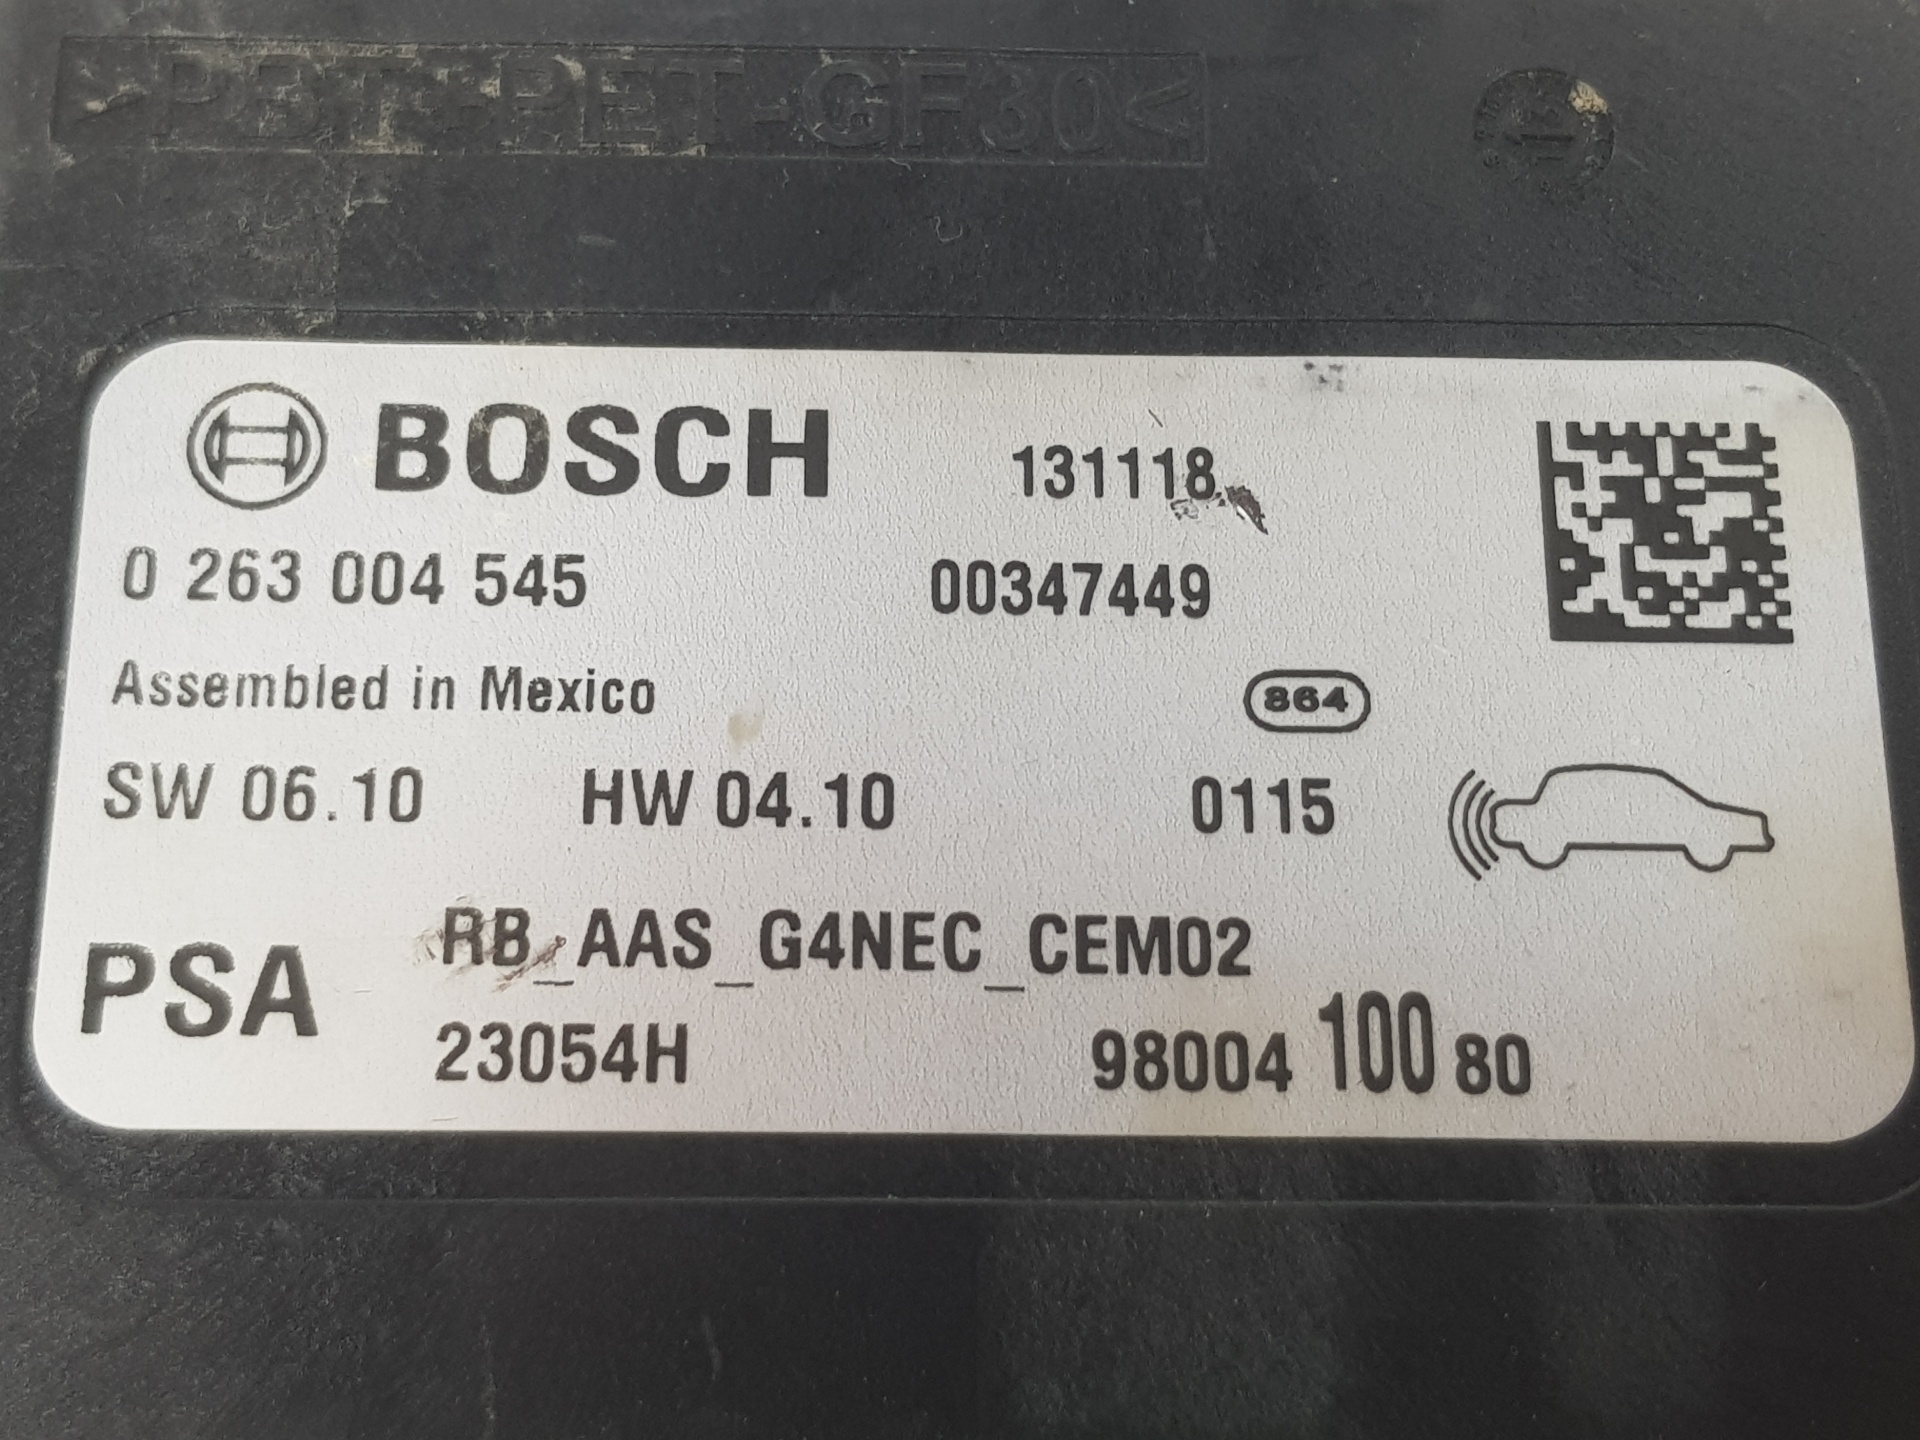 >PBT+PET-GF30<
13
BOSCH 131118
0 263 004 545 00347449
Assembled in Mexico 864
SW 06.10 HW 04.10 0115
RB_AAS_G4NEC_CEM02
PSA
23054H 98004 100 80